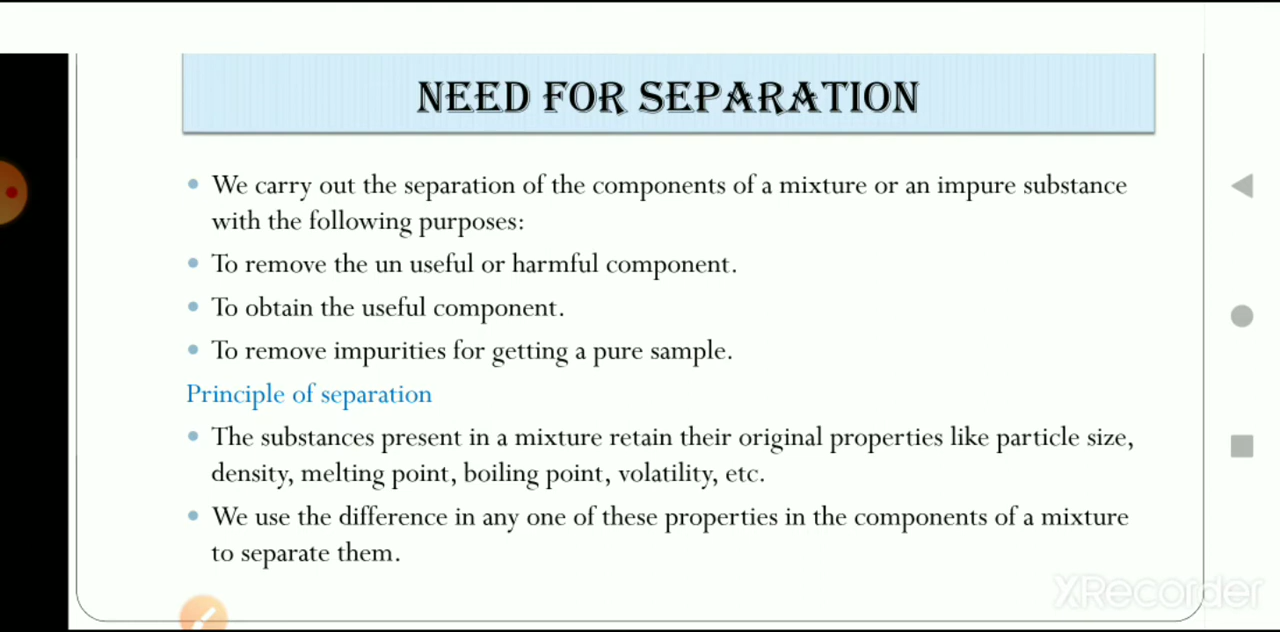 NEED FOR SEPARATION
• We carry out the separation of the components of a mixture or an impure substance
with the following purposes:
• To remove the un useful or harmful component.
• To obtain the useful component.
• To remove impurities for getting a pure sample.
Principle of separation
• The substances present in a mixture retain their original properties like particle size,
density, melting point, boiling point, volatility, etc.
• We use the difference in any one of these properties in the components of a mixture
to separate them.
XRecorder